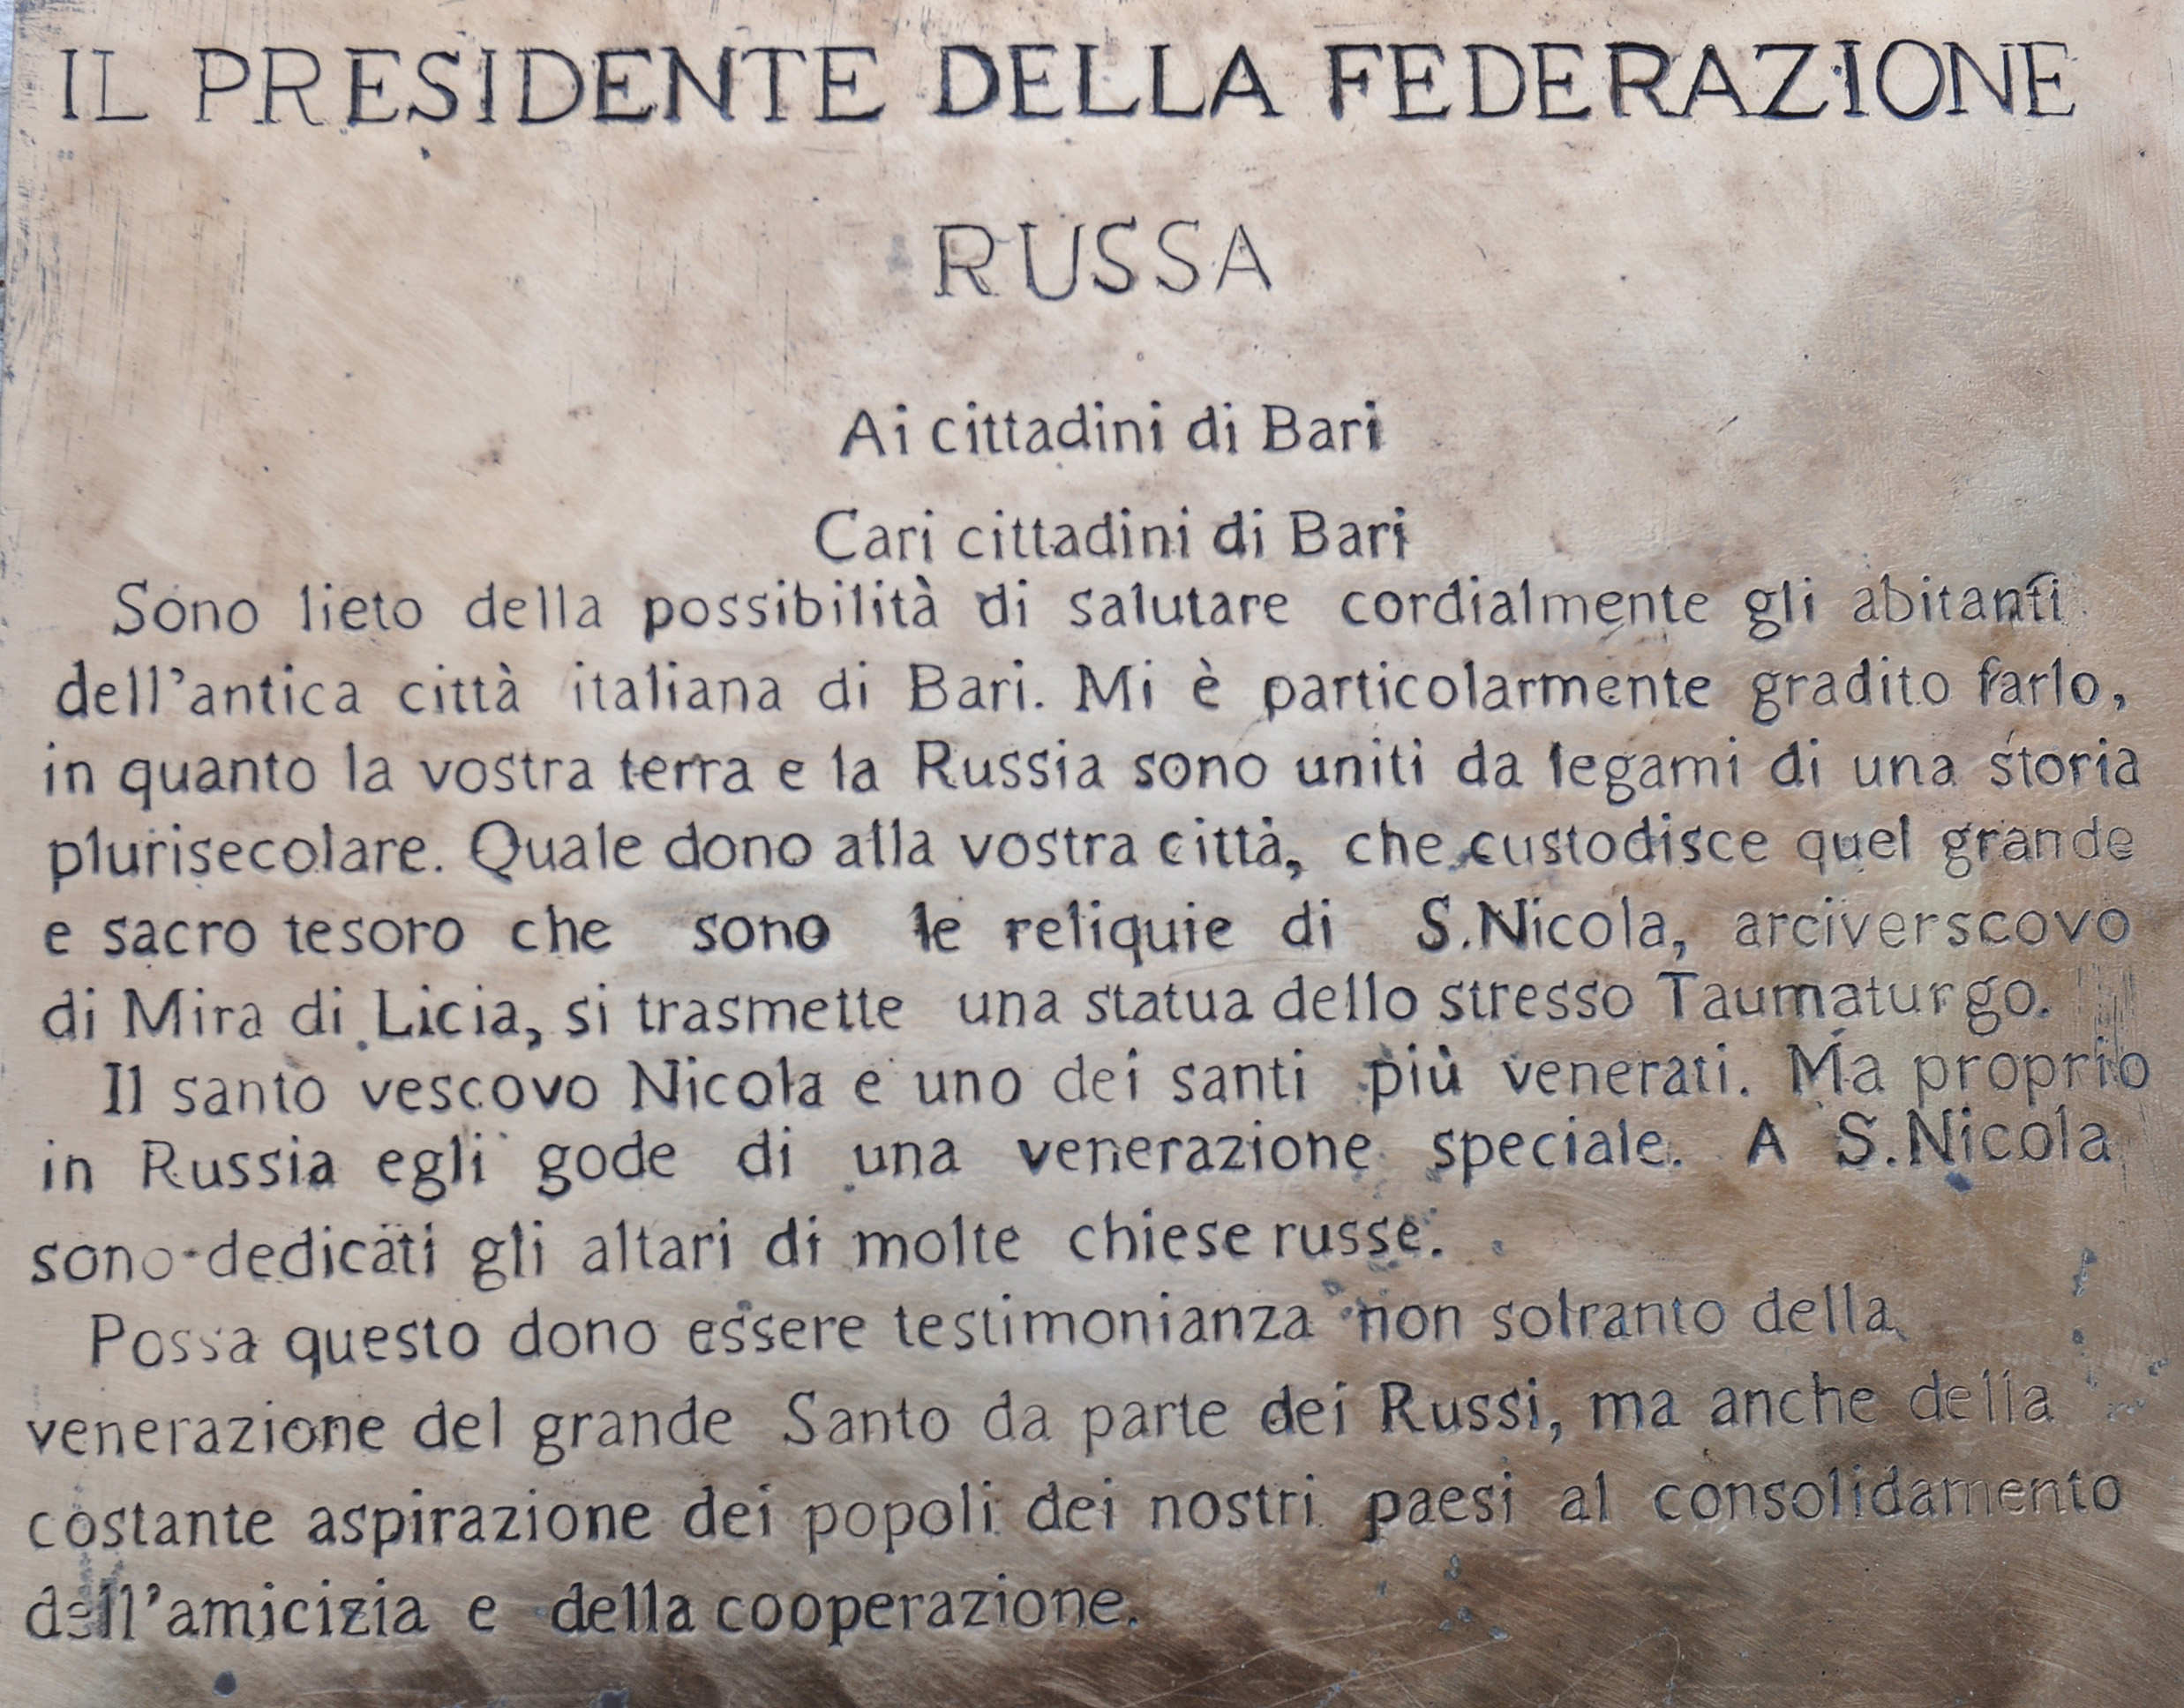 IL PRESIDENTE DELLA FEDERAZIONE
RUSSA
Ai cittadini di Bari
Cari cittadini di Bari
Sono lieto della possibilità di salutare cordialmente gli abitanti
dell'antica città italiana di Bari. Mi è particolarmente gradito farlo,
in quanto la vostra terra e la Russia sono uniti da legami di una storia
plurisecolare. Quale dono alla vostra città, che custodisce quel grande
e sacro tesoro che sono le reliquie di S.Nicola, arciverscovo
di Mira di Licia, si trasmette una statua dello stresso Taumaturgo.
Il santo vescovo Nicola e uno dei santi più venerati. Ma proprio
in Russia egli gode di una venerazione speciale. A S.Nicola
sono dedicati gli altari di molte chiese russe.
Possa questo dono essere testimonianza non soltanto della
venerazione del grande Santo da parte dei Russi, ma anche della
costante aspirazione dei popoli dei nostri paesi al consolidamento
dell'amicizia e della cooperazione.